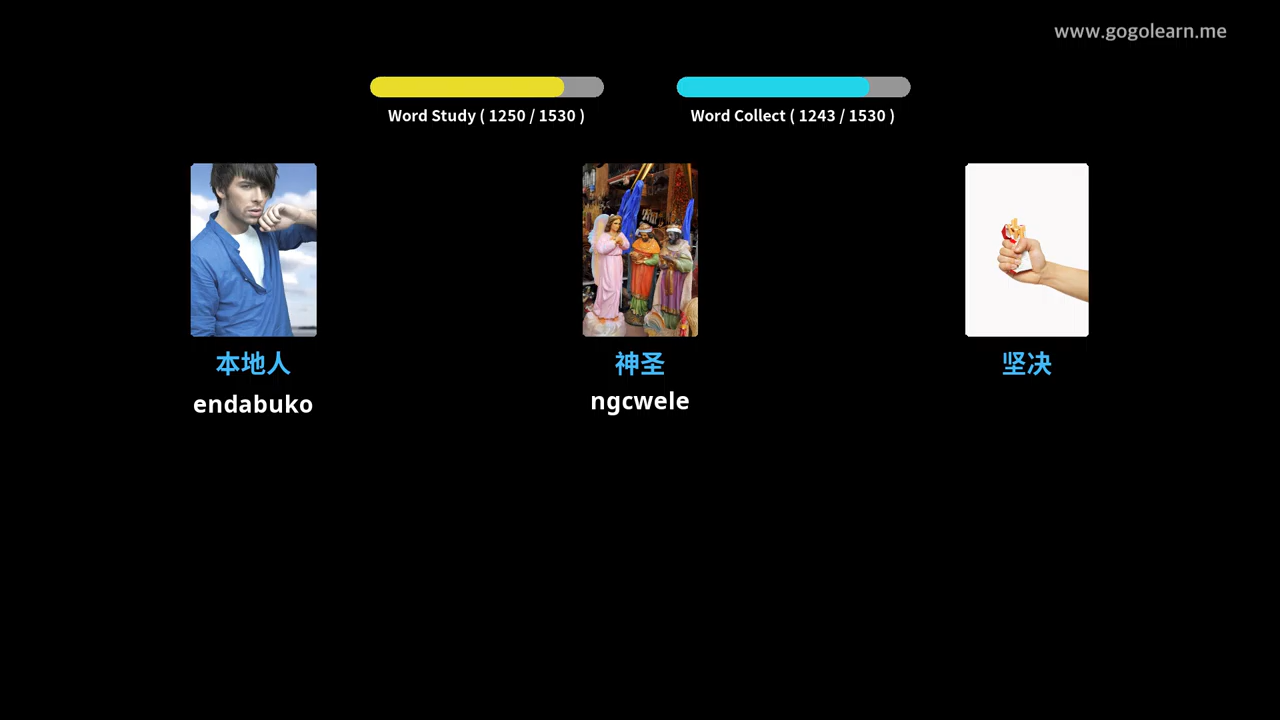 www.gogolearn.me
Word Study ( 1250 / 1530 )
Word Collect ( 1243 / 1530 )
本地人
神圣
坚决
endabuko
ngcwele